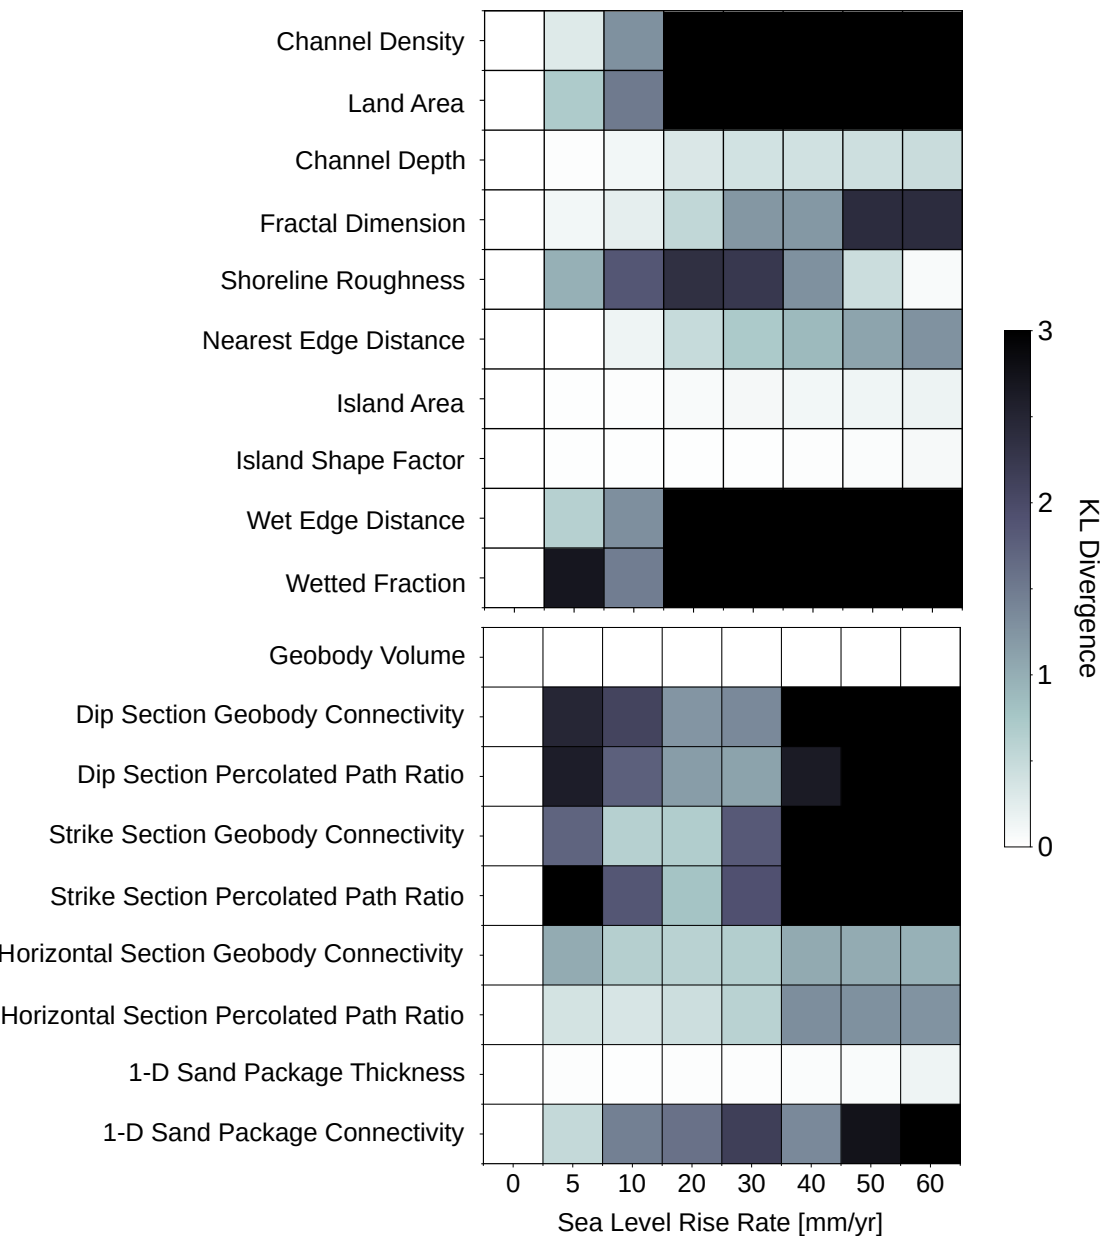 Channel Density
Land Area
Channel Depth
Fractal Dimension
Shoreline Roughness
Nearest Edge Distance
Island Area
Island Shape Factor
Wet Edge Distance
Wetted Fraction
Geobody Volume
Dip Section Geobody Connectivity
Dip Section Percolated Path Ratio
Strike Section Geobody Connectivity
Strike Section Percolated Path Ratio
Horizontal Section Geobody Connectivity
Horizontal Section Percolated Path Ratio
1-D Sand Package Thickness
1-D Sand Package Connectivity
0 5 10 20 30 40 50 60
Sea Level Rise Rate [mm/yr]
3
2
1
0
KL Divergence